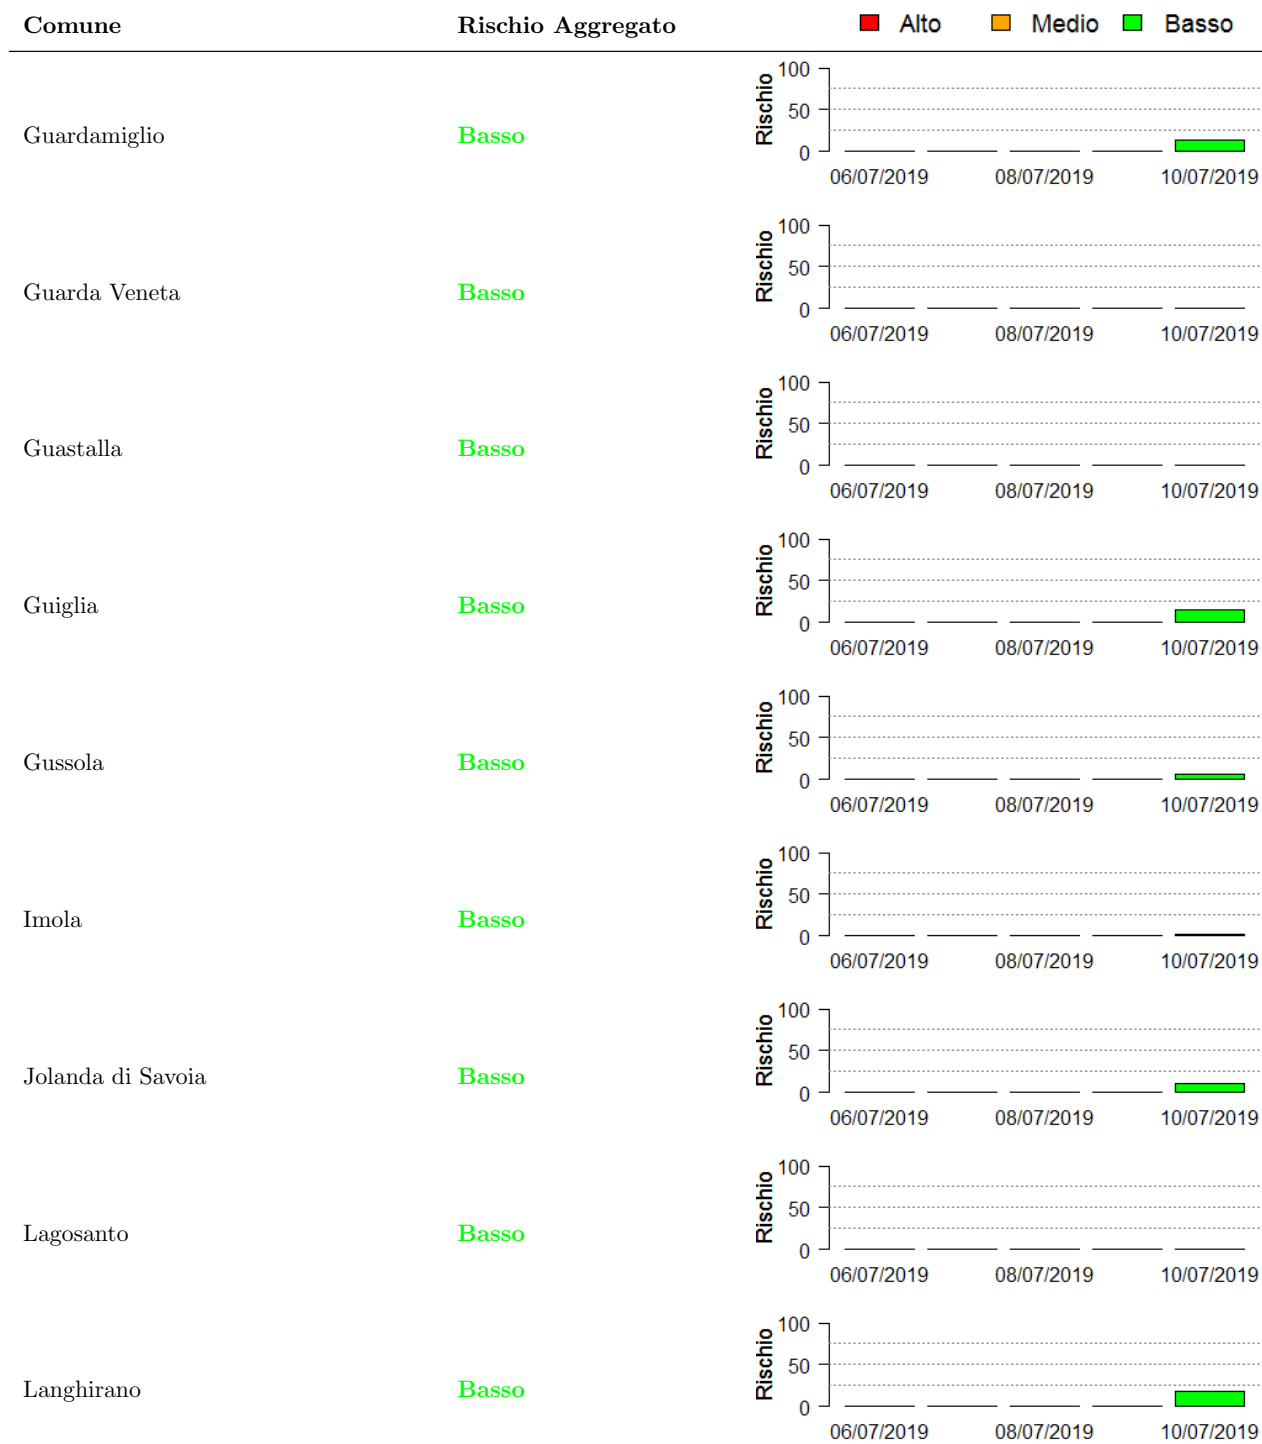 Comune Rischio Aggregato Alto Medio Basso
Guardamiglio Basso Rischio 100 50 0
06/07/2019 08/07/2019 10/07/2019
Guarda Veneta Basso Rischio 100 50 0
06/07/2019 08/07/2019 10/07/2019
Guastalla Basso Rischio 100 50 0
06/07/2019 08/07/2019 10/07/2019
Guiglia Basso Rischio 100 50 0
06/07/2019 08/07/2019 10/07/2019
Gussola Basso Rischio 100 50 0
06/07/2019 08/07/2019 10/07/2019
Imola Basso Rischio 100 50 0
06/07/2019 08/07/2019 10/07/2019
Jolanda di Savoia Basso Rischio 100 50 0
06/07/2019 08/07/2019 10/07/2019
Lagosanto Basso Rischio 100 50 0
06/07/2019 08/07/2019 10/07/2019
Langhirano Basso Rischio 100 50 0
06/07/2019 08/07/2019 10/07/2019